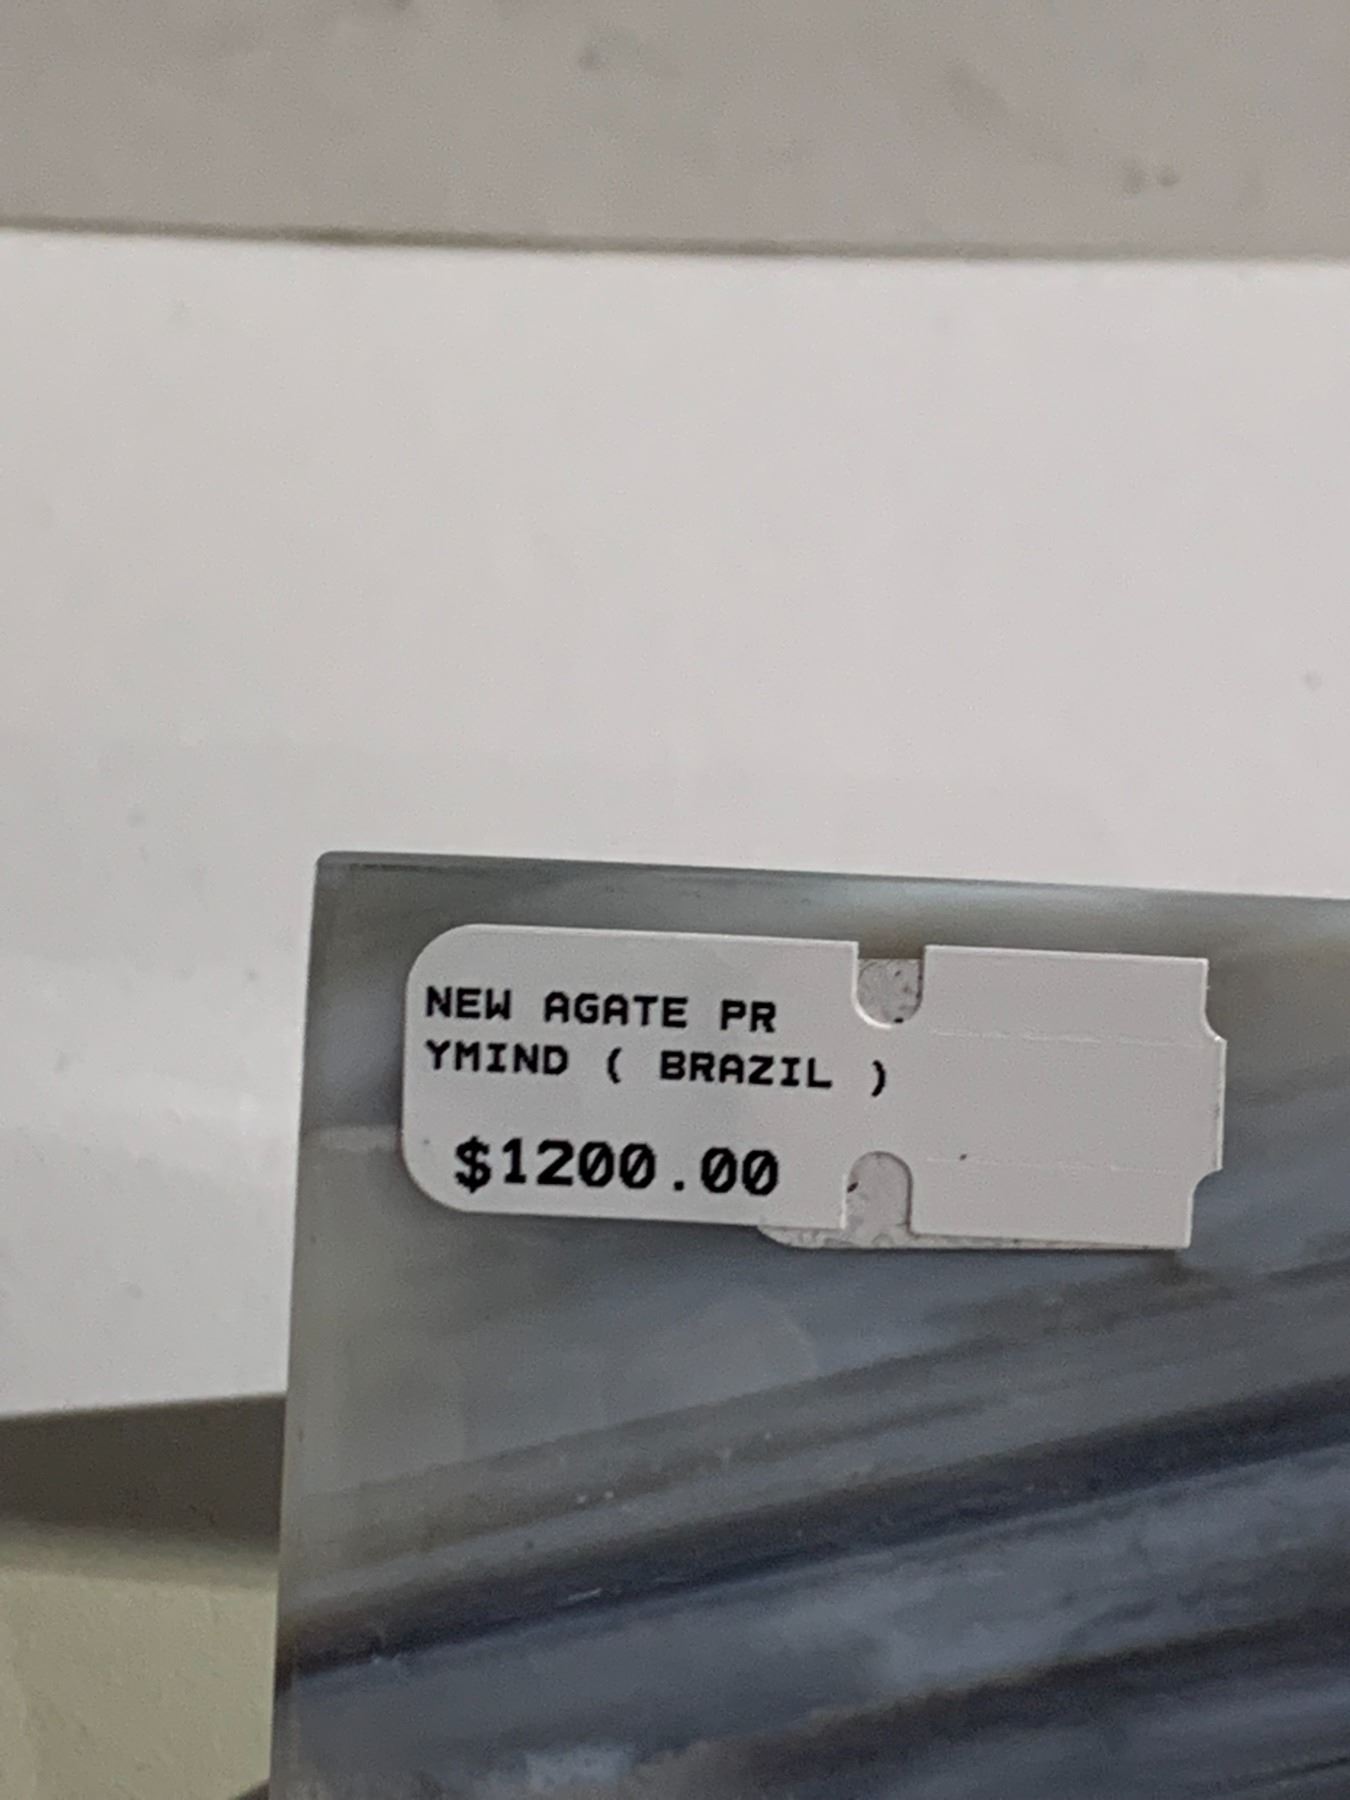 NEW AGATE PR
YMIND ( BRAZIL )
$1200.00